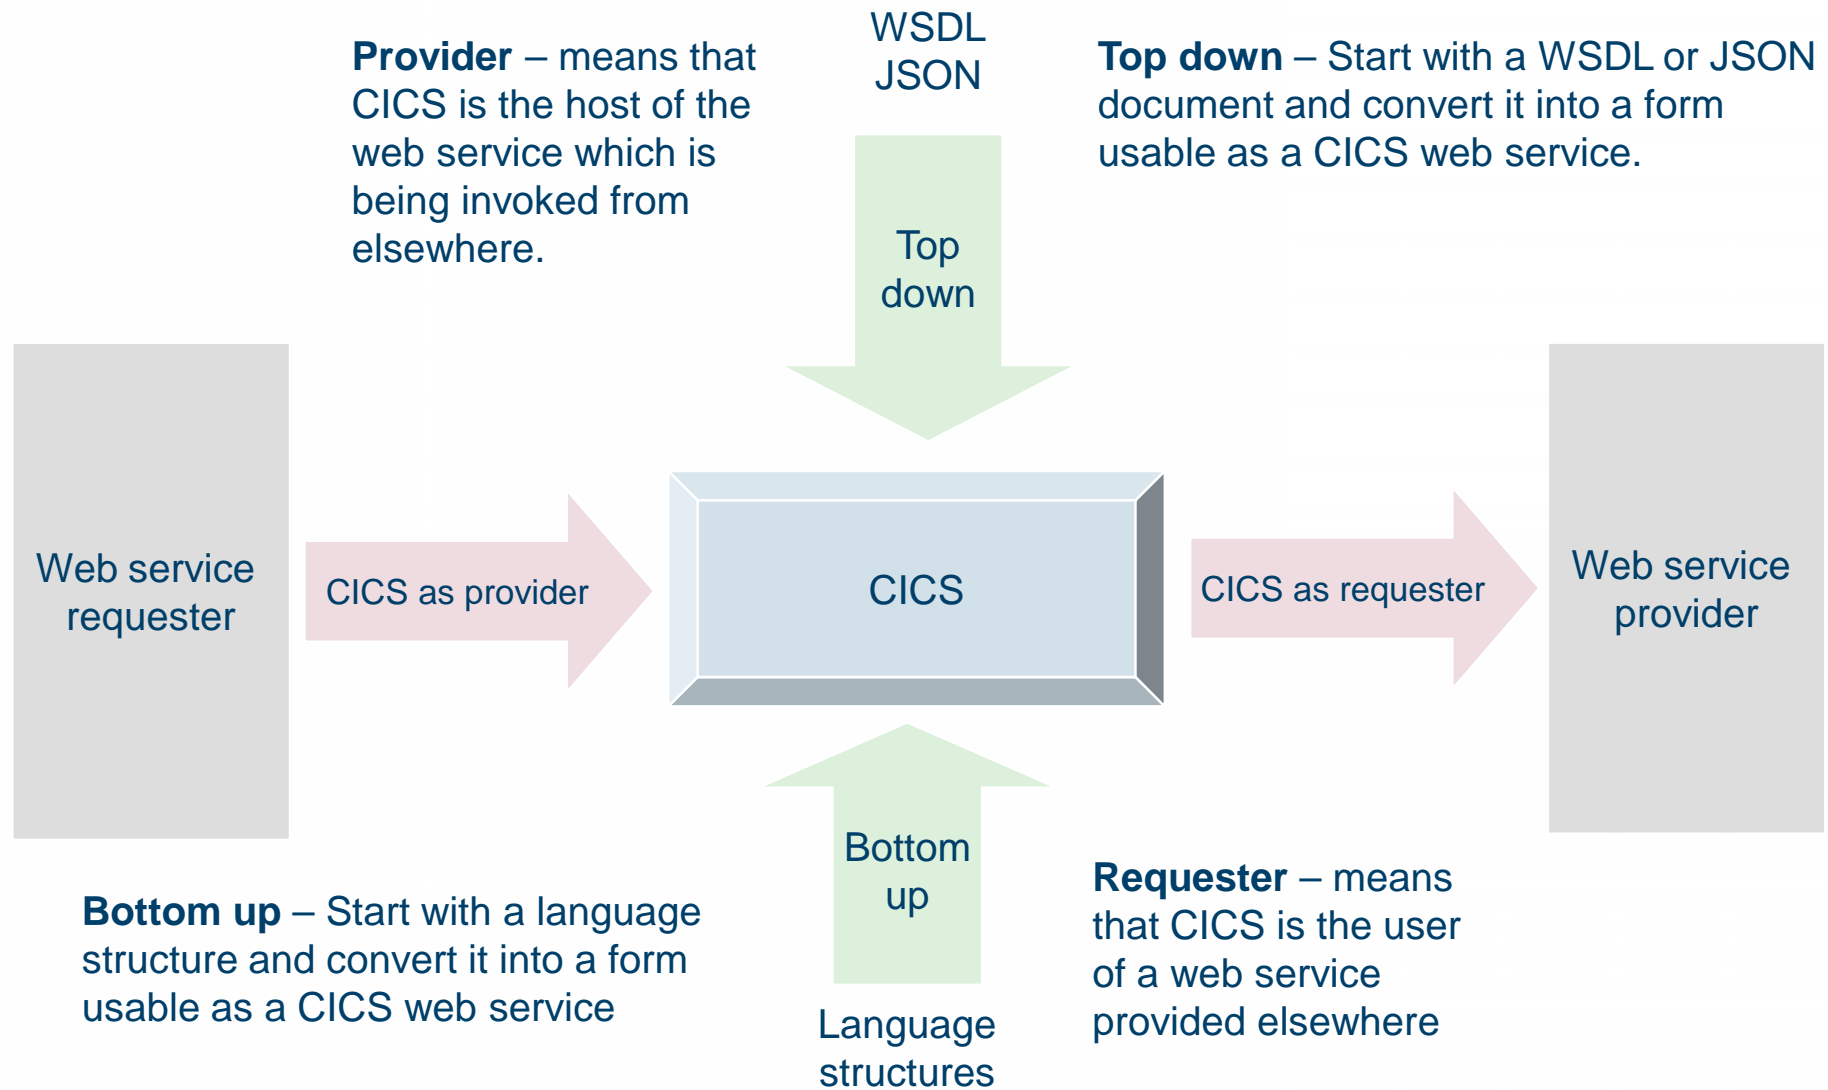 WSDL
JSON
Provider – means that
CICS is the host of the
web service which is
being invoked from
elsewhere.
Top down – Start with a WSDL or JSON
document and convert it into a form
usable as a CICS web service.
Top
down
Web service
requester
CICS as provider
CICS
CICS as requester
Web service
provider
Bottom
up
Bottom up – Start with a language
structure and convert it into a form
usable as a CICS web service
Requester – means
that CICS is the user
of a web service
provided elsewhere
Language
structures